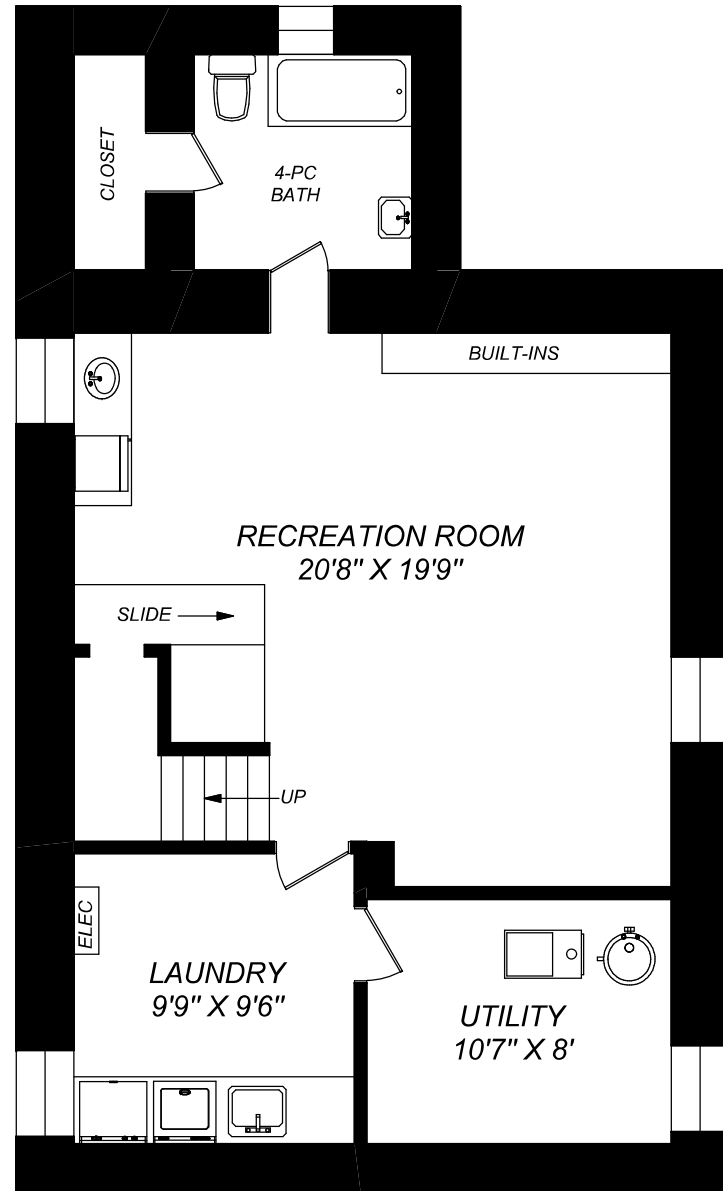 CLOSET
4-PC
BATH
BUILT-INS
RECREATION ROOM
20'8" X 19'9"
SLIDE
UP
ELEC
LAUNDRY
9'9" X 9'6"
UTILITY
10'7" X 8'